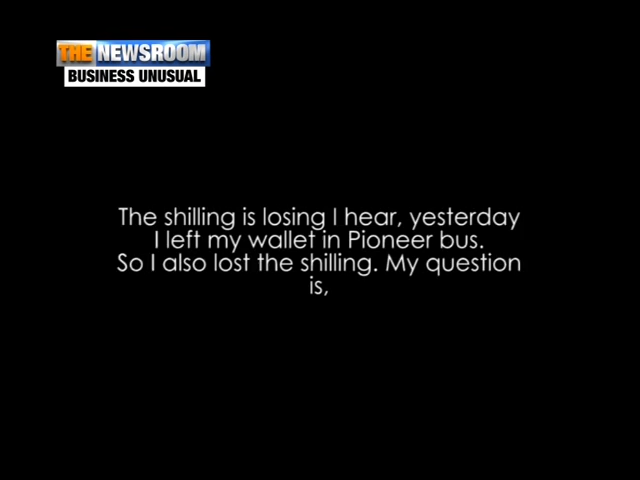 THE NEWSROOM
BUSINESS UNUSUAL
The shilling is losing I hear, yesterday
I left my wallet in Pioneer bus.
So I also lost the shilling. My question
is,